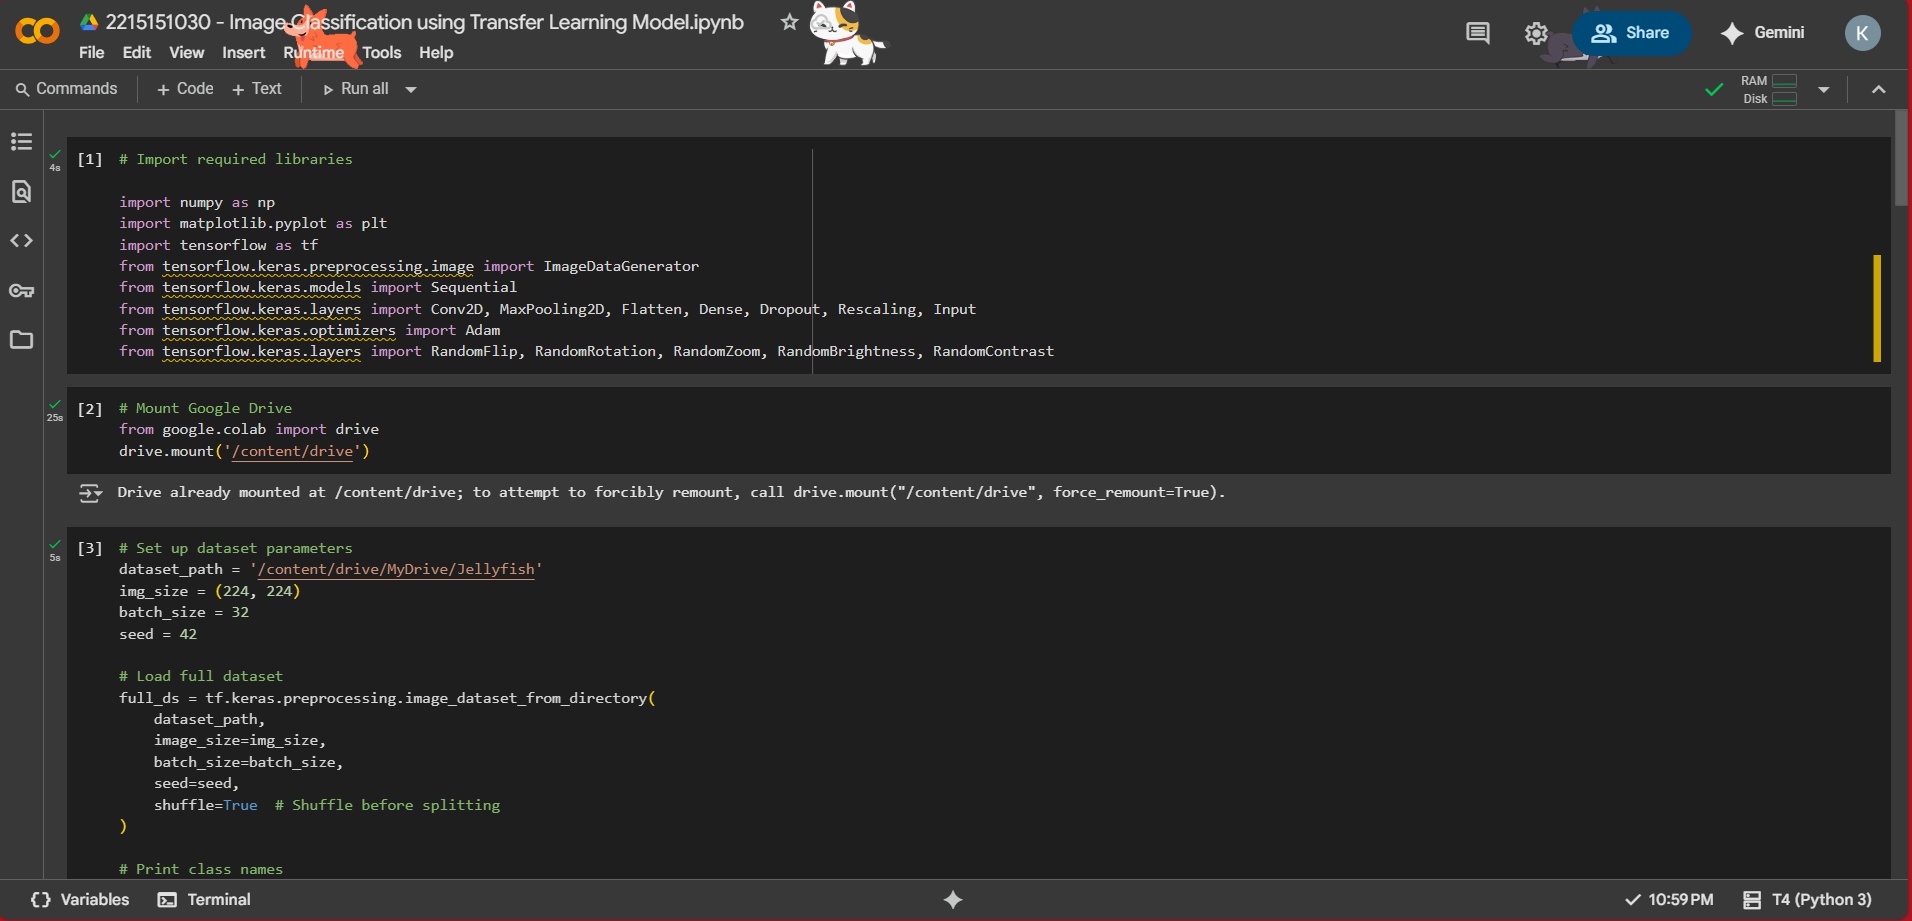 2215151030 - Image Classification using Transfer Learning Model.ipynb
File Edit View Insert Runtime Tools Help
Share
Gemini
K
Commands
+ Code + Text
Run all
RAM
Disk
4s
[1] # Import required libraries
import numpy as np
import matplotlib.pyplot as plt
import tensorflow as tf
from tensorflow.keras.preprocessing.image import ImageDataGenerator
from tensorflow.keras.models import Sequential
from tensorflow.keras.layers import Conv2D, MaxPooling2D, Flatten, Dense, Dropout, Rescaling, Input
from tensorflow.keras.optimizers import Adam
from tensorflow.keras.layers import RandomFlip, RandomRotation, RandomZoom, RandomBrightness, RandomContrast
25s
[2] # Mount Google Drive
from google.colab import drive
drive.mount('/content/drive')
Drive already mounted at /content/drive; to attempt to forcibly remount, call drive.mount("/content/drive", force_remount=True).
5s
[3] # Set up dataset parameters
dataset_path = '/content/drive/MyDrive/Jellyfish'
img_size = (224, 224)
batch_size = 32
seed = 42
# Load full dataset
full_ds = tf.keras.preprocessing.image_dataset_from_directory(
    dataset_path,
    image_size=img_size,
    batch_size=batch_size,
    seed=seed,
    shuffle=True  # Shuffle before splitting
)
# Print class names
Variables Terminal
10:59 PM T4 (Python 3)